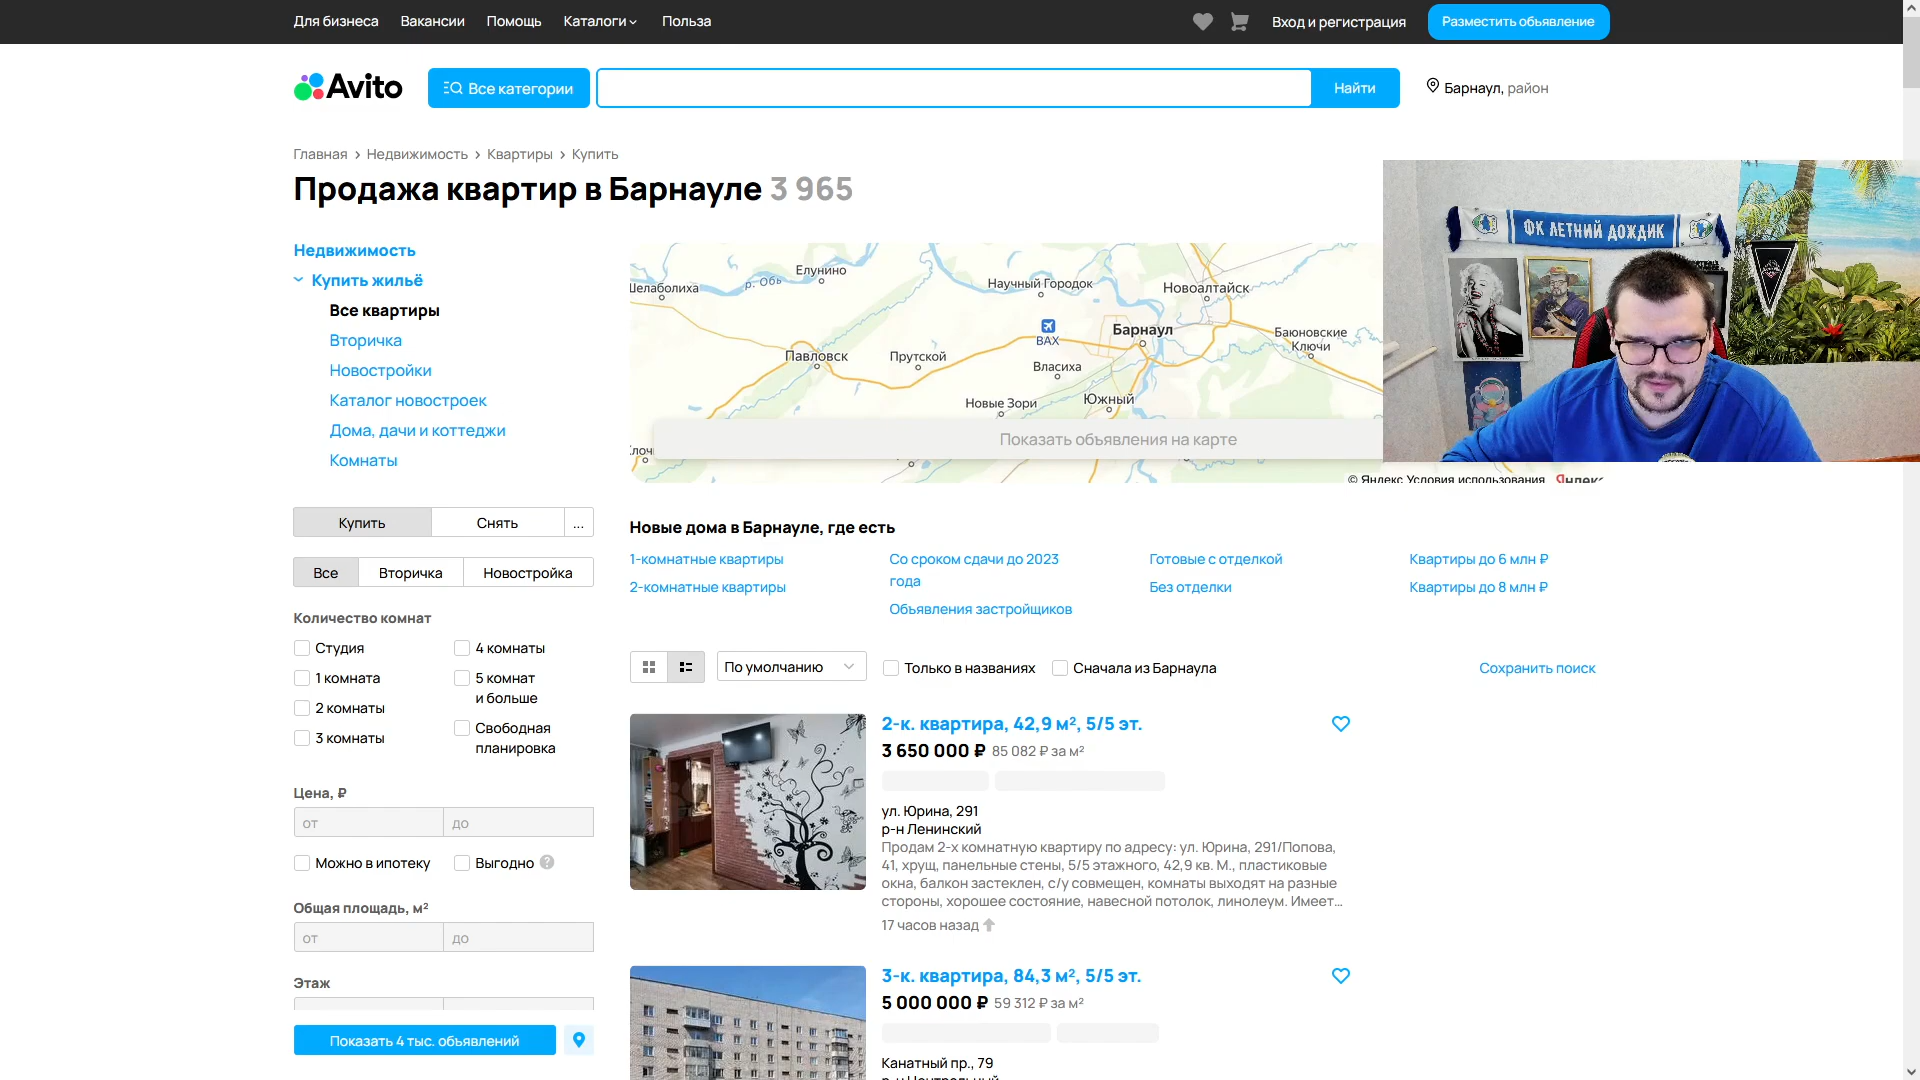 Для бизнеса Вакансии Помощь Каталоги Польза
Вход и регистрация Разместить объявление
Avito Все категории Найти Барнаул, район
Главная › Недвижимость › Квартиры › Купить
Продажа квартир в Барнауле 3 965
Недвижимость
Купить жильё
Все квартиры
Вторичка
Новостройки
Каталог новостроек
Дома, дачи и коттеджи
Комнаты
Купить Снять ...
Все Вторичка Новостройка
Количество комнат
Студия
1 комната
2 комнаты
3 комнаты
4 комнаты
5 комнат
и больше
Свободная
планировка
Цена, ₽
от до
Можно в ипотеку Выгодно ?
Общая площадь, м²
от до
Этаж
Показать 4 тыс. объявлений
Елунино
Шелаболиха
р. Обь
Научный Городок
Новоалтайск
Барнаул
BAX
Баюновские
Ключи
Павловск
Прутской
Власиха
Новые Зори
Южный
Показать объявления на карте
© Яндекс Условия использования Яндекс
ФК ЛЕТНИЙ ДОЖДИК
Новые дома в Барнауле, где есть
1-комнатные квартиры
2-комнатные квартиры
Со сроком сдачи до 2023
года
Объявления застройщиков
Готовые с отделкой
Без отделки
Квартиры до 6 млн ₽
Квартиры до 8 млн ₽
По умолчанию Только в названиях Сначала из Барнаула Сохранить поиск
2-к. квартира, 42,9 м², 5/5 эт.
3 650 000 ₽ 85 082 ₽ за м²
ул. Юрина, 291
р-н Ленинский
Продам 2-х комнатную квартиру по адресу: ул. Юрина, 291/Попова,
41, хрущ, панельные стены, 5/5 этажного, 42,9 кв. М., пластиковые
окна, балкон застеклен, с/у совмещен, комнаты выходят на разные
стороны, хорошее состояние, навесной потолок, линолеум. Имеет...
17 часов назад
3-к. квартира, 84,3 м², 5/5 эт.
5 000 000 ₽ 59 312 ₽ за м²
Канатный пр., 79
р-н Центральный